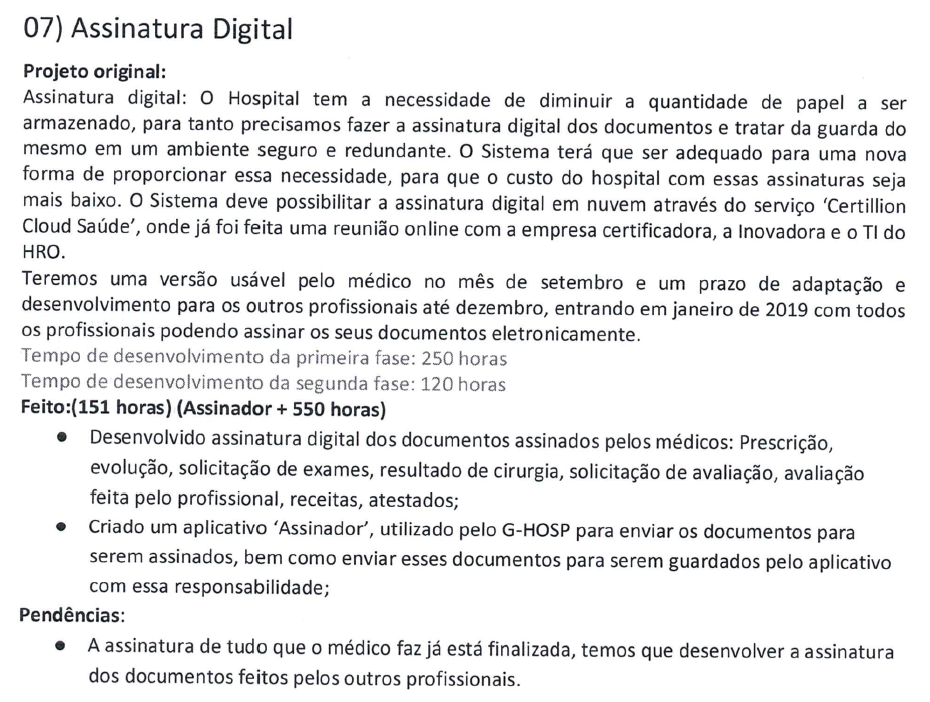 07) Assinatura Digital
Projeto original:
Assinatura digital: O Hospital tem a necessidade de diminuir a quantidade de papel a ser
armazenado, para tanto precisamos fazer a assinatura digital dos documentos e tratar da guarda do
mesmo em um ambiente seguro e redundante. O Sistema terá que ser adequado para uma nova
forma de proporcionar essa necessidade, para que o custo do hospital com essas assinaturas seja
mais baixo. O Sistema deve possibilitar a assinatura digital em nuvem através do serviço ‘Certillion
Cloud Saúde’, onde já foi feita uma reunião online com a empresa certificadora, a Inovadora e o TI do
HRO.
Teremos uma versão usável pelo médico no mês de setembro e um prazo de adaptação e
desenvolvimento para os outros profissionais até dezembro, entrando em janeiro de 2019 com todos
os profissionais podendo assinar os seus documentos eletronicamente.
Tempo de desenvolvimento da primeira fase: 250 horas
Tempo de desenvolvimento da segunda fase: 120 horas
Feito:(151 horas) (Assinador + 550 horas)
• Desenvolvido assinatura digital dos documentos assinados pelos médicos: Prescrição,
evolução, solicitação de exames, resultado de cirurgia, solicitação de avaliação, avaliação
feita pelo profissional, receitas, atestados;
• Criado um aplicativo ‘Assinador’, utilizado pelo G-HOSP para enviar os documentos para
serem assinados, bem como enviar esses documentos para serem guardados pelo aplicativo
com essa responsabilidade;
Pendências:
• A assinatura de tudo que o médico faz já está finalizada, temos que desenvolver a assinatura
dos documentos feitos pelos outros profissionais.